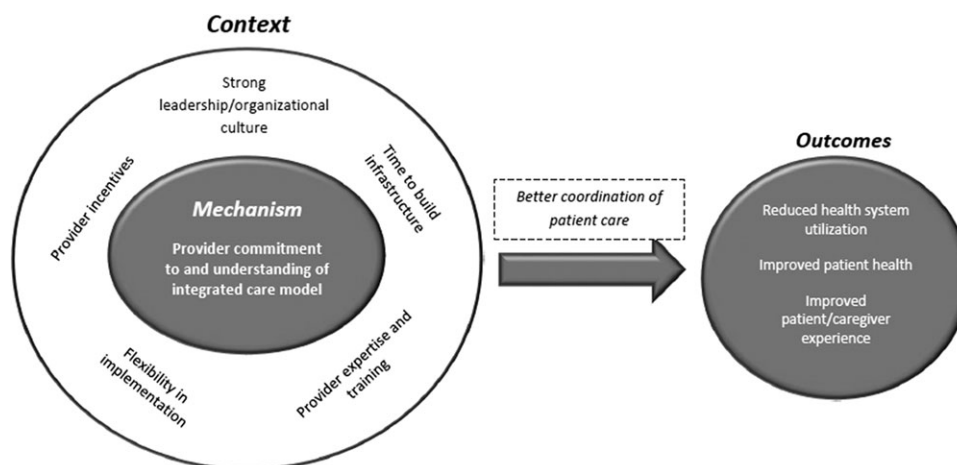 Context
Strong
leadership/organizational
culture
Provider incentives
Time to build
infrastructure
Mechanism
Provider commitment
to and understanding of
integrated care model
Flexibility in
implementation
Provider expertise and
training
Better coordination of
patient care
Outcomes
Reduced health system
utilization
Improved patient health
Improved
patient/caregiver
experience